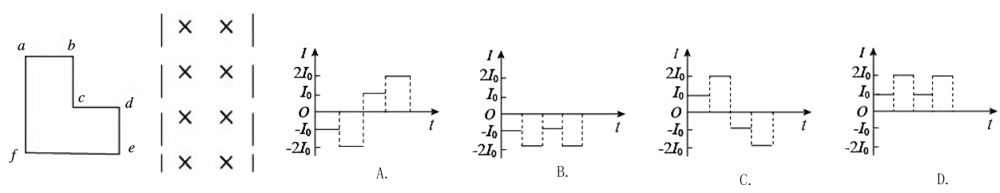 a b
c d
f e
× ×
× ×
× ×
× ×
I
2I₀
I₀
O
-I₀
-2I₀
t
A.
I
2I₀
I₀
O
-I₀
-2I₀
t
B.
I
2I₀
I₀
O
-I₀
-2I₀
t
C.
I
2I₀
I₀
O
-I₀
-2I₀
t
D.